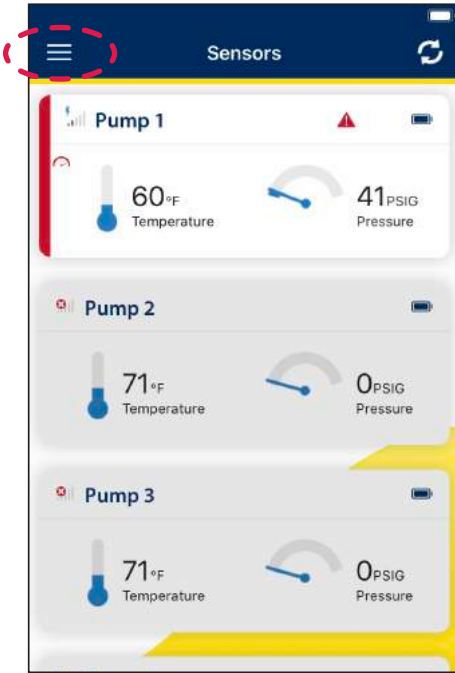 Sensors
Pump 1
60°F
Temperature
41PSIG
Pressure
Pump 2
71°F
Temperature
0PSIG
Pressure
Pump 3
71°F
Temperature
0PSIG
Pressure